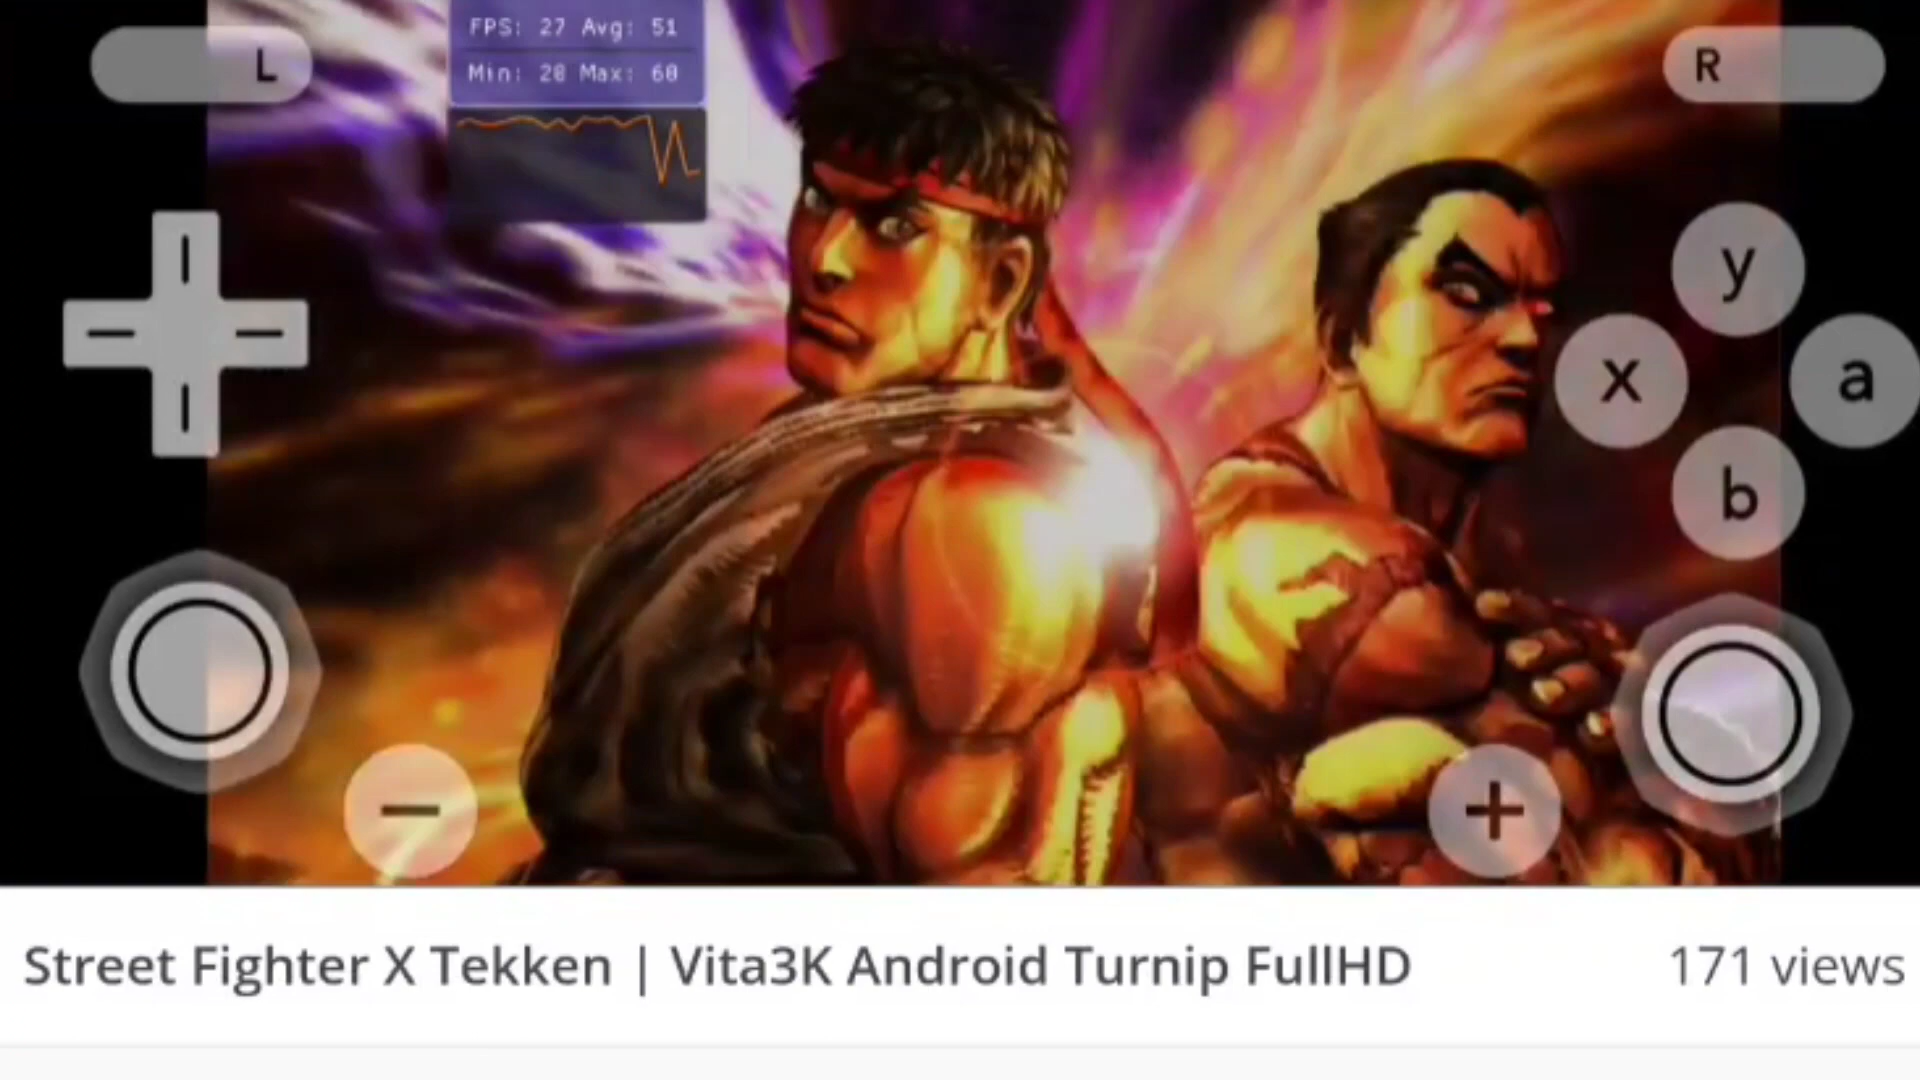 FPS: 27 Avg: 51
Min: 20 Max: 60
L
R
y
x
a
b
Street Fighter X Tekken | Vita3K Android Turnip FullHD
171 views